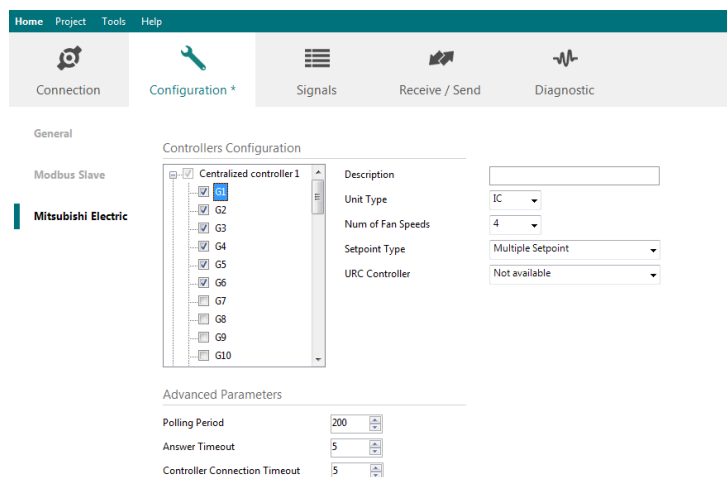 Home Project Tools Help
Connection Configuration * Signals Receive / Send Diagnostic
General
Modbus Slave
Mitsubishi Electric
Controllers Configuration
Centralized controller 1
G1
G2
G3
G4
G5
G6
G7
G8
G9
G10
Description
Unit Type IC
Num of Fan Speeds 4
Setpoint Type Multiple Setpoint
URC Controller Not available
Advanced Parameters
Polling Period 200
Answer Timeout 5
Controller Connection Timeout 5